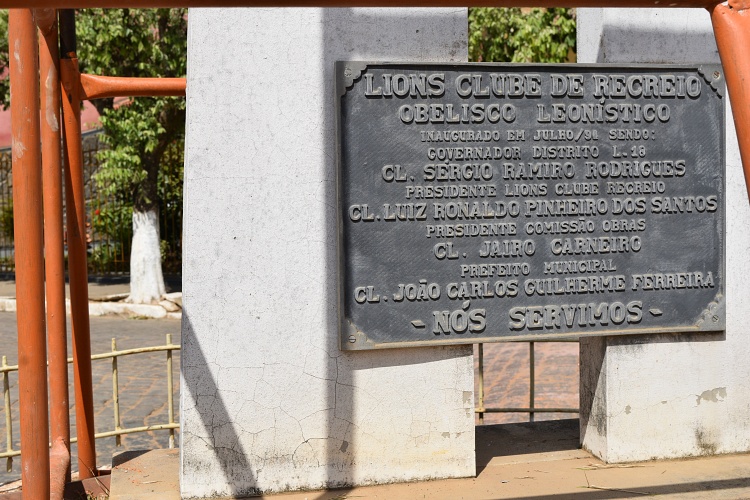 LIONS CLUBE DE RECREIO
OBELISCO LEONÍSTICO
INAUGURADO EM JULHO/91 SENDO:
GOVERNADOR DISTRITO L.18
CL. SERGIO RAMIRO RODRIGUES
PRESIDENTE LIONS CLUBE RECREIO
CL. LUIZ RONALDO PINHEIRO DOS SANTOS
PRESIDENTE COMISSÃO OBRAS
CL. JAIRO CARNEIRO
PREFEITO MUNICIPAL
CL. JOÃO CARLOS GUILHERME FERREIRA
- NÓS SERVIMOS -